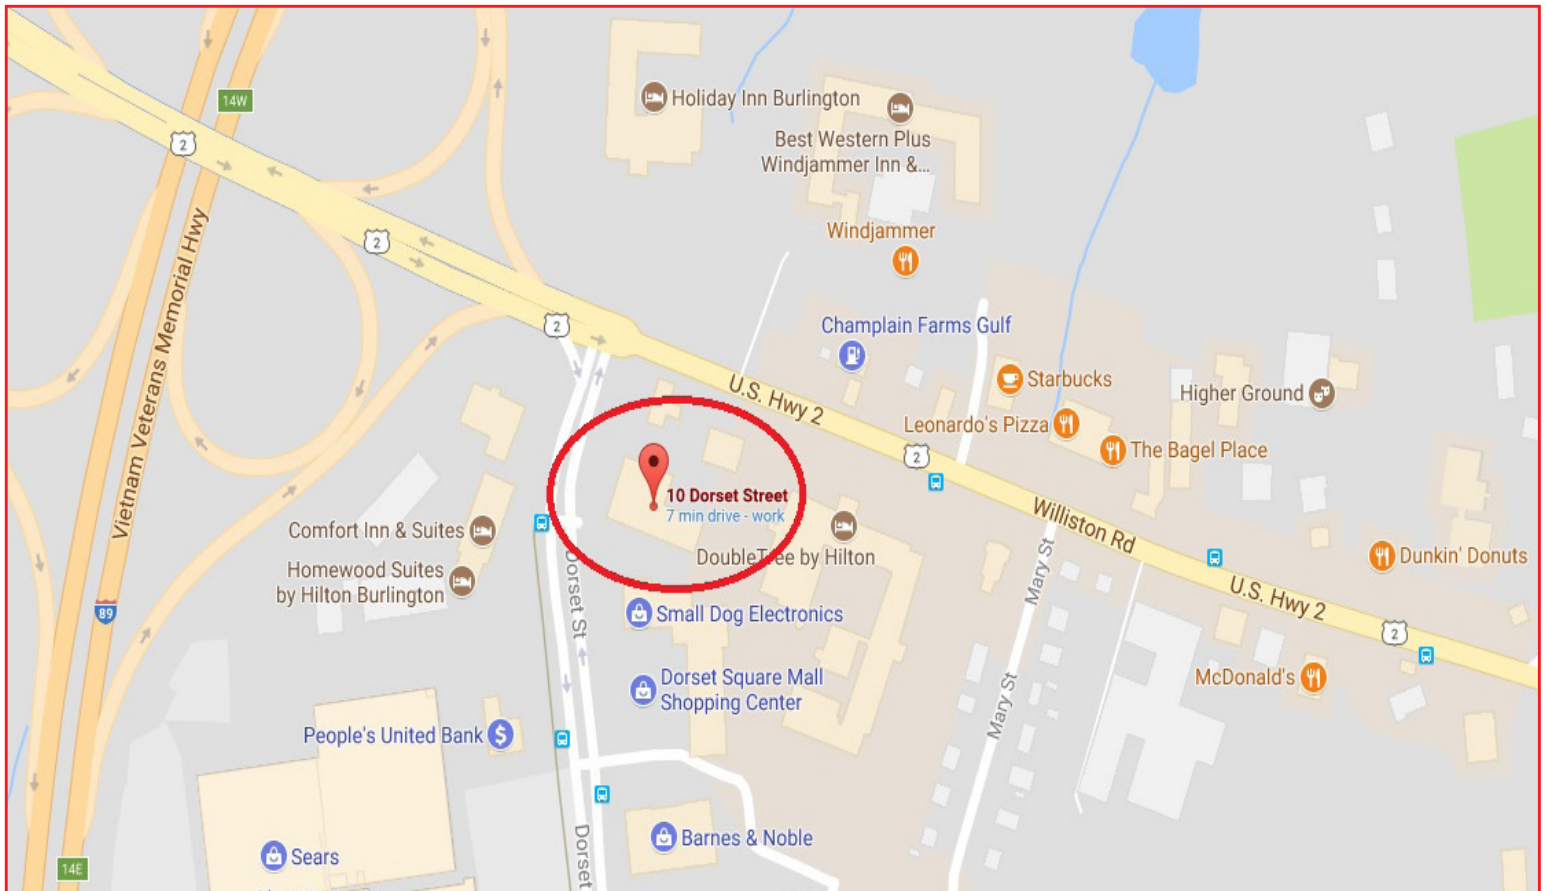 14W
2
Holiday Inn Burlington
Best Western Plus
Windjammer Inn &...
Windjammer
2
Vietnam Veterans Memorial Hwy
2
Champlain Farms Gulf
U.S. Hwy 2
Starbucks
Higher Ground
Leonardo's Pizza
The Bagel Place
2
10 Dorset Street
7 min drive - work
Williston Rd
Comfort Inn & Suites
DoubleTree by Hilton
Dunkin' Donuts
Homewood Suites
by Hilton Burlington
Dorset St
Mary St
U.S. Hwy 2
89
Small Dog Electronics
2
Dorset Square Mall
Shopping Center
McDonald's
Mary St
People's United Bank
$
Barnes & Noble
Dorset
Sears
14E